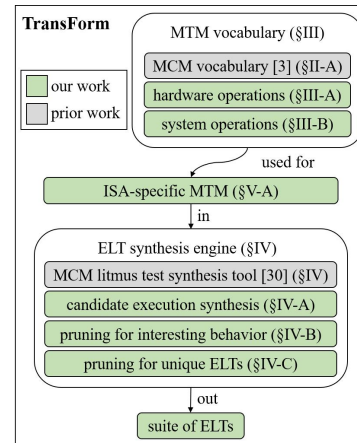 TransForm
MTM vocabulary (§III)
our work
prior work
MCM vocabulary [3] (§II-A)
hardware operations (§III-A)
system operations (§III-B)
used for
ISA-specific MTM (§V-A)
in
ELT synthesis engine (§IV)
MCM litmus test synthesis tool [30] (§IV)
candidate execution synthesis (§IV-A)
pruning for interesting behavior (§IV-B)
pruning for unique ELTs (§IV-C)
out
suite of ELTs